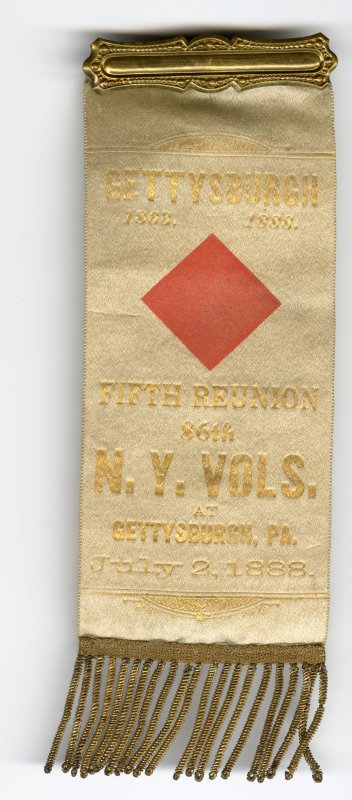 GETTYSBURGH
1863. 1888.
FIFTH REUNION
86th
N. Y. VOLS.
AT
GETTYSBURGH, PA.
July 2, 1888.